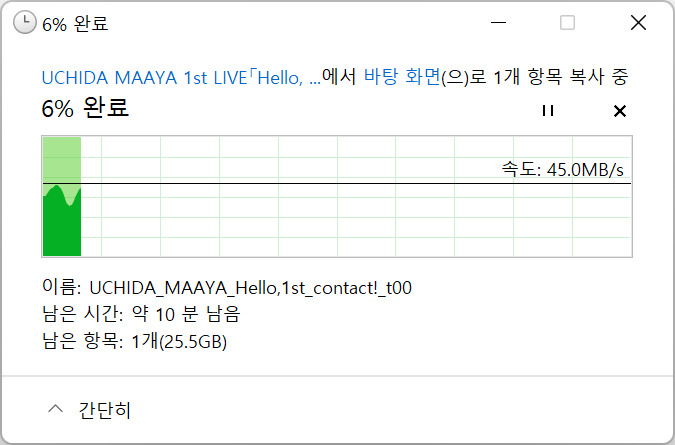 6% 완료
UCHIDA MAAYA 1st LIVE「Hello, ...에서 바탕 화면(으)로 1개 항목 복사 중
6% 완료
속도: 45.0MB/s
이름: UCHIDA_MAAYA_Hello,1st_contact!_t00
남은 시간: 약 10 분 남음
남은 항목: 1개(25.5GB)
간단히